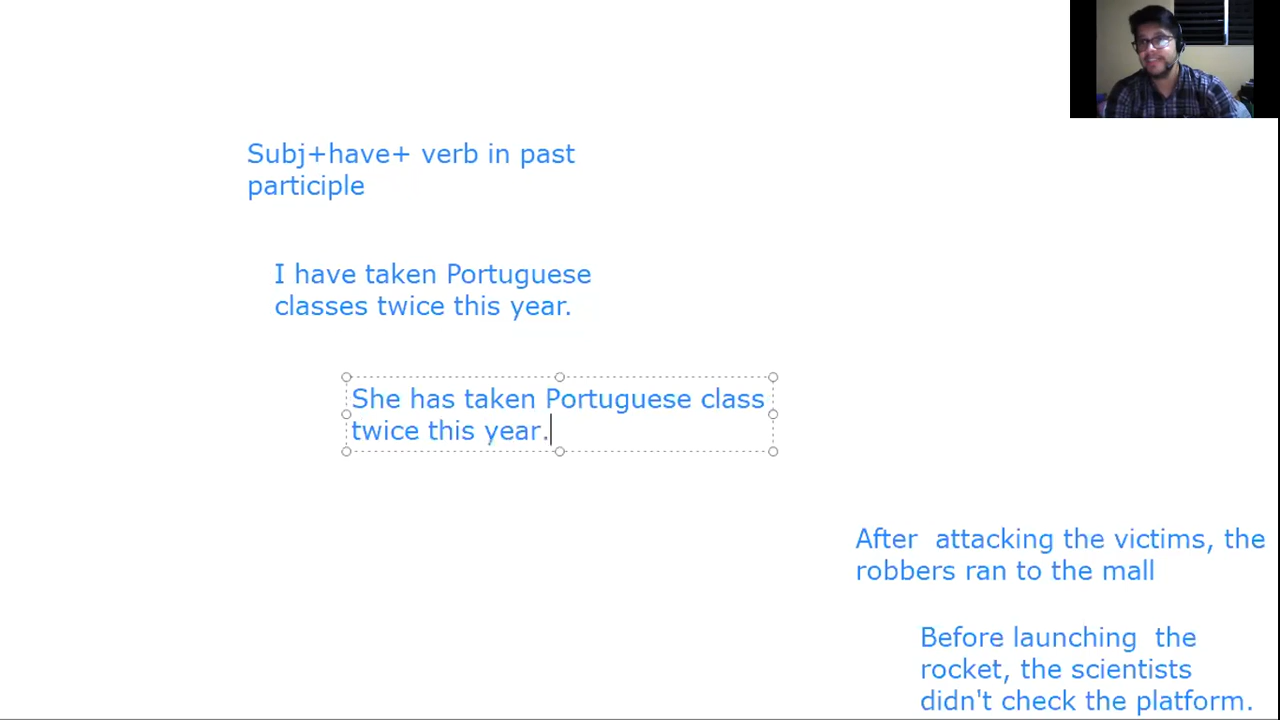 Subj+have+ verb in past
participle
I have taken Portuguese
classes twice this year.
She has taken Portuguese class
twice this year.
After  attacking the victims, the
robbers ran to the mall
Before launching  the
rocket, the scientists
didn't check the platform.